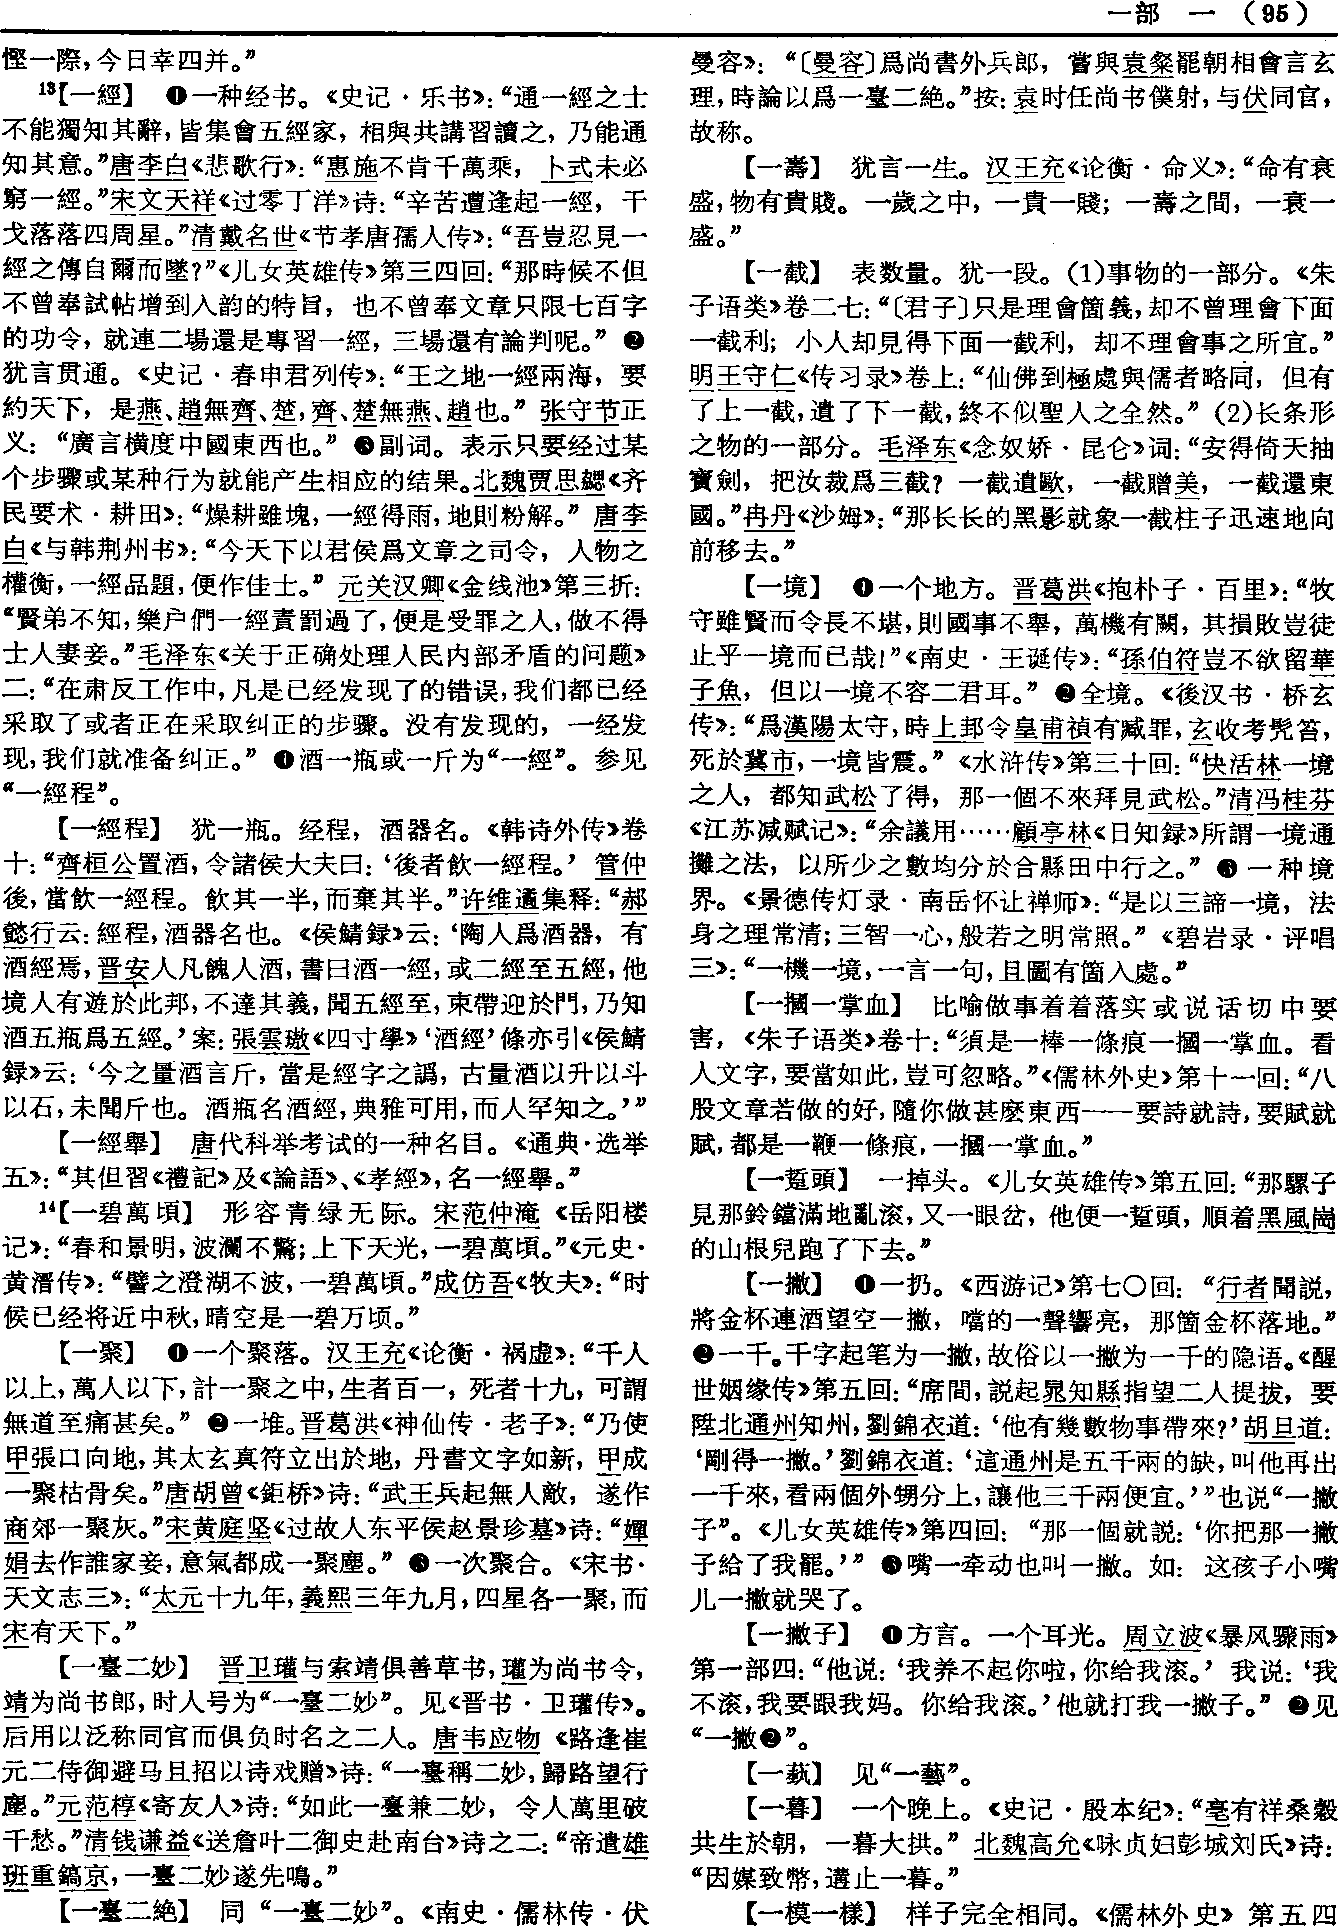 一部 一 （95）
慳一際，今日幸四并。”
¹³【一經】 ❶一种经书。《史记·乐书》：“通一經之士
不能獨知其辭，皆集會五經家，相與共講習讀之，乃能通
知其意。”唐李白《悲歌行》：“惠施不肯千萬乘，卜式未必
窮一經。”宋文天祥《过零丁洋》诗：“辛苦遭逢起一經，干
戈落落四周星。”清戴名世《节孝唐孺人传》：“吾豈忍見一
經之傳自爾而墜？”《儿女英雄传》第三四回：“那時候不但
不曾奉試帖增到入韵的特旨，也不曾奉文章只限七百字
的功令，就連二場還是專習一經，三場還有論判呢。” ❷
犹言贯通。《史记·春申君列传》：“王之地一經兩海，要
約天下，是燕、趙無齊、楚，齊、楚無燕、趙也。”张守节正
义：“廣言橫度中國東西也。” ❸副词。表示只要经过某
个步骤或某种行为就能产生相应的结果。北魏贾思勰《齐
民要术·耕田》：“燥耕雖塊，一經得雨，地則粉解。”唐李
白《与韩荆州书》：“今天下以君侯爲文章之司令，人物之
權衡，一經品題，便作佳士。”元关汉卿《金线池》第三折：
“賢弟不知，樂户們一經責罰過了，便是受罪之人，做不得
士人妻妾。”毛泽东《关于正确处理人民内部矛盾的问题》
二：“在肃反工作中，凡是已经发现了的错误，我们都已经
采取了或者正在采取纠正的步骤。没有发现的，一经发
现，我们就准备纠正。” ❹酒一瓶或一斤为“一經”。参见
“一經程”。
【一經程】 犹一瓶。经程，酒器名。《韩诗外传》卷
十：“齊桓公置酒，令諸侯大夫曰：‘後者飲一經程。’管仲
後，當飲一經程。飲其一半，而棄其半。”许维遹集释：“郝
懿行云：經程，酒器名也。《侯鯖録》云：‘陶人爲酒器，有
酒經焉，晋安人凡餽人酒，書曰酒一經，或二經至五經，他
境人有遊於此邦，不達其義，聞五經至，束帶迎於門，乃知
酒五瓶爲五經。’案：張雲璈《四寸學》‘酒經’條亦引《侯鯖
録》云：‘今之量酒言斤，當是經字之譌，古量酒以升以斗
以石，未聞斤也。酒瓶名酒經，典雅可用，而人罕知之。’”
【一經舉】 唐代科举考试的一种名目。《通典·选举
五》：“其但習《禮記》及《論語》、《孝經》，名一經舉。”
¹⁴【一碧萬頃】 形容青绿无际。宋范仲淹《岳阳楼
记》：“春和景明，波瀾不驚；上下天光，一碧萬頃。”《元史·
黄溍传》：“譬之澄湖不波，一碧萬頃。”成仿吾《牧夫》：“时
候已经将近中秋，晴空是一碧万顷。”
【一聚】 ❶一个聚落。汉王充《论衡·祸虚》：“千人
以上，萬人以下，計一聚之中，生者百一，死者十九，可謂
無道至痛甚矣。” ❷一堆。晋葛洪《神仙传·老子》：“乃使
甲張口向地，其太玄真符立出於地，丹書文字如新，甲成
一聚枯骨矣。”唐胡曾《鉅桥》诗：“武王兵起無人敵，遂作
商郊一聚灰。”宋黄庭坚《过故人东平侯赵景珍墓》诗：“嬋
娟去作誰家妾，意氣都成一聚塵。” ❸一次聚合。《宋书·
天文志三》：“太元十九年，義熙三年九月，四星各一聚，而
宋有天下。”
【一臺二妙】 晋卫瓘与索靖俱善草书，瓘为尚书令，
靖为尚书郎，时人号为“一臺二妙”。见《晋书·卫瓘传》。
后用以泛称同官而俱负时名之二人。唐韦应物《路逢崔
元二侍御避马且招以诗戏赠》诗：“一臺稱二妙，歸路望行
塵。”元范梈《寄友人》诗：“如此一臺兼二妙，令人萬里破
千愁。”清钱谦益《送詹叶二御史赴南台》诗之二：“帝遣雄
班重鎬京，一臺二妙遂先鳴。”
【一臺二絶】 同“一臺二妙”。《南史·儒林传·伏
曼容》：“〔曼容〕爲尚書外兵郎，嘗與袁粲罷朝相會言玄
理，時論以爲一臺二絶。”按：袁时任尚书僕射，与伏同官，
故称。
【一壽】 犹言一生。汉王充《论衡·命义》：“命有衰
盛，物有貴賤。一歲之中，一貴一賤；一壽之間，一衰一
盛。”
【一截】 表数量。犹一段。(1)事物的一部分。《朱
子语类》卷二七：“〔君子〕只是理會箇義，却不曾理會下面
一截利；小人却見得下面一截利，却不理會事之所宜。”
明王守仁《传习录》卷上：“仙佛到極處與儒者略同，但有
了上一截，遺了下一截，終不似聖人之全然。” (2)长条形
之物的一部分。毛泽东《念奴娇·昆仑》词：“安得倚天抽
寶劍，把汝裁爲三截？一截遺歐，一截贈美，一截還東
國。”冉丹《沙姆》：“那长长的黑影就象一截柱子迅速地向
前移去。”
【一境】 ❶一个地方。晋葛洪《抱朴子·百里》：“牧
守雖賢而令長不堪，則國事不舉，萬機有闕，其損敗豈徒
止乎一境而已哉！”《南史·王诞传》：“孫伯符豈不欲留華
子魚，但以一境不容二君耳。” ❷全境。《後汉书·桥玄
传》：“爲漢陽太守，時上邽令皇甫禎有臧罪，玄收考髡笞，
死於冀市，一境皆震。”《水浒传》第三十回：“快活林一境
之人，都知武松了得，那一個不來拜見武松。”清冯桂芬
《江苏减赋记》：“余議用……顧亭林《日知録》所謂一境通
攤之法，以所少之數均分於合縣田中行之。” ❸一种境
界。《景德传灯录·南岳怀让禅师》：“是以三諦一境，法
身之理常清；三智一心，般若之明常照。”《碧岩录·评唱
三》：“一機一境，一言一句，且圖有箇入處。”
【一摑一掌血】 比喻做事着着落实或说话切中要
害，《朱子语类》卷十：“須是一棒一條痕一摑一掌血。看
人文字，要當如此，豈可忽略。”《儒林外史》第十一回：“八
股文章若做的好，隨你做甚麽東西——要詩就詩，要賦就
賦，都是一鞭一條痕，一摑一掌血。”
【一踅頭】 一掉头。《儿女英雄传》第五回：“那騾子
見那鈴鐺滿地亂滚，又一眼岔，他便一踅頭，順着黑風崗
的山根兒跑了下去。”
【一撇】 ❶一扔。《西游记》第七〇回：“行者聞説，
將金杯連酒望空一撇，噹的一聲響亮，那箇金杯落地。”
❷一千。千字起笔为一撇，故俗以一撇为一千的隐语。《醒
世姻缘传》第五回：“席間，説起晁知縣指望二人提拔，要
陞北通州知州，劉錦衣道：‘他有幾數物事帶來？’胡旦道：
‘剛得一撇。’劉錦衣道：‘這通州是五千兩的缺，叫他再出
一千來，看兩個外甥分上，讓他三千兩便宜。’”也说“一撇
子”。《儿女英雄传》第四回：“那一個就説：‘你把那一撇
子給了我罷。’” ❸嘴一牵动也叫一撇。如：这孩子小嘴
儿一撇就哭了。
【一撇子】 ❶方言。一个耳光。周立波《暴风骤雨》
第一部四：“他说：‘我养不起你啦，你给我滚。’我说：‘我
不滚，我要跟我妈。你给我滚。’他就打我一撇子。” ❷见
“一撇❷”。
【一蓺】 见“一藝”。
【一暮】 一个晚上。《史记·殷本纪》：“亳有祥桑穀
共生於朝，一暮大拱。”北魏高允《咏贞妇彭城刘氏》诗：
“因媒致幣，遘止一暮。”
【一模一樣】 样子完全相同。《儒林外史》第五四